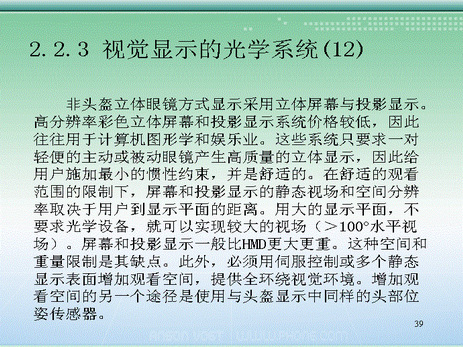 2.2.3 视觉显示的光学系统(12)
非头盔立体眼镜方式显示采用立体屏幕与投影显示。
高分辨率彩色立体屏幕和投影显示系统价格较低，因此
往往用于计算机图形学和娱乐业。这些系统只要求一对
轻便的主动或被动眼镜产生高质量的立体显示，因此给
用户施加最小的惯性约束，并是舒适的。在舒适的观看
范围的限制下，屏幕和投影显示的静态视场和空间分辨
率取决于用户到显示平面的距离。用大的显示平面，不
要求光学设备，就可以实现较大的视场（＞100°水平视
场）。屏幕和投影显示一般比HMD更大更重。这种空间和
重量限制是其缺点。此外，必须用伺服控制或多个静态
显示表面增加观看空间，提供全环绕视觉环境。增加观
看空间的另一个途径是使用与头盔显示中同样的头部位
姿传感器。
39